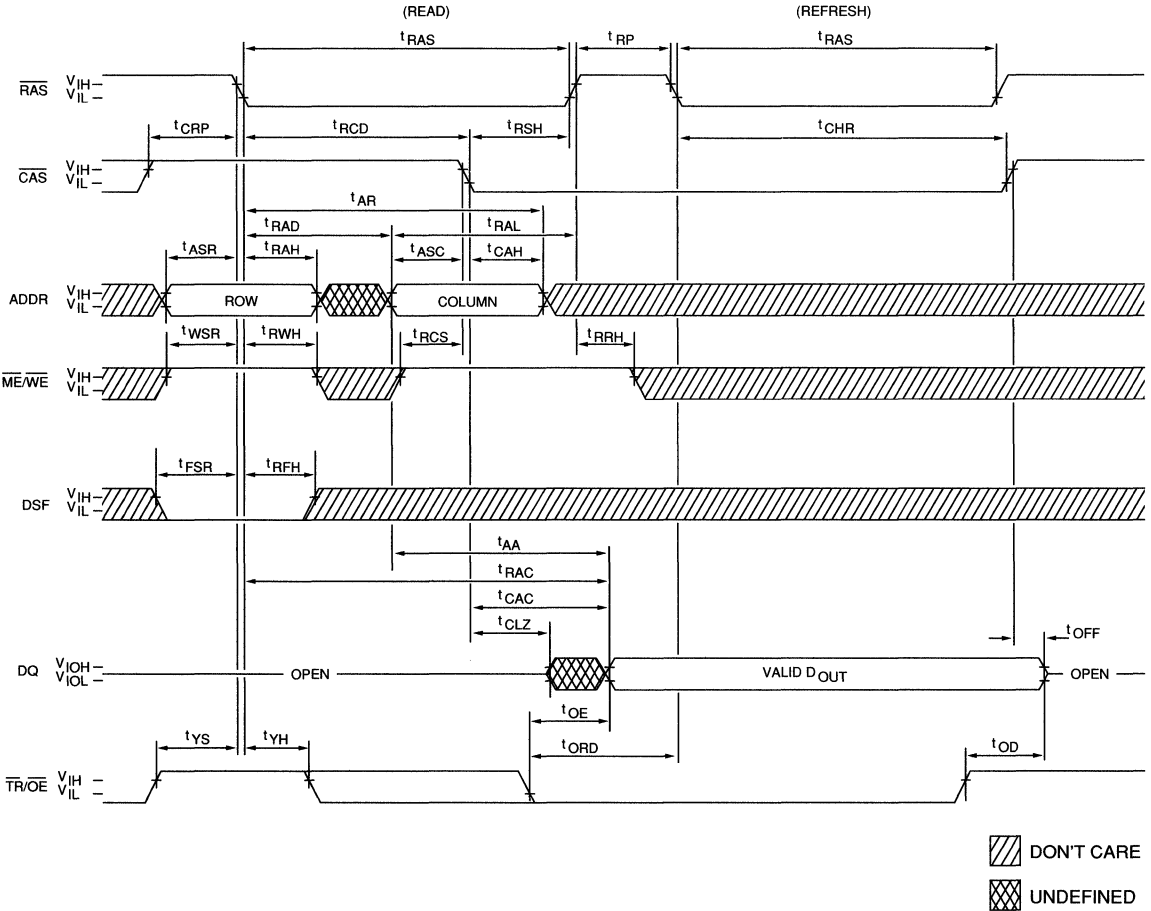 (READ) (REFRESH)
tRAS tRP tRAS
RAS VIH VIL
tCRP tRCD tRSH tCHR
CAS VIH VIL
tAR
tRAD tRAL
tASR tRAH tASC tCAH
ADDR VIH VIL ROW COLUMN
tWSR tRWH tRCS tRRH
ME/WE VIH VIL
tFSR tRFH
DSF VIH VIL
tAA
tRAC
tCAC
tCLZ tOFF
DQ VIOH VIOL OPEN VALID DOUT OPEN
tOE
tYS tYH tORD tOD
TR/OE VIH VIL
DON'T CARE
UNDEFINED